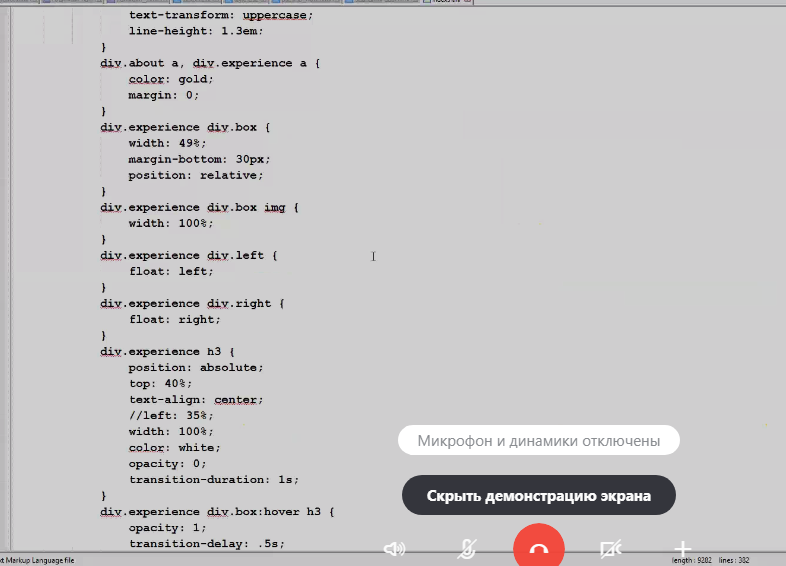 text-transform: uppercase;
line-height: 1.3em;
}
div.about a, div.experience a {
color: gold;
margin: 0;
}
div.experience div.box {
width: 49%;
margin-bottom: 30px;
position: relative;
}
div.experience div.box img {
width: 100%;
}
div.experience div.left {
float: left;
}
div.experience div.right {
float: right;
}
div.experience h3 {
position: absolute;
top: 40%;
text-align: center;
//left: 35%;
width: 100%;
color: white;
opacity: 0;
transition-duration: 1s;
}
div.experience div.box:hover h3 {
opacity: 1;
transition-delay: .5s;
Микрофон и динамики отключены
Скрыть демонстрацию экрана
Markup Language file
length : 9282 lines : 382